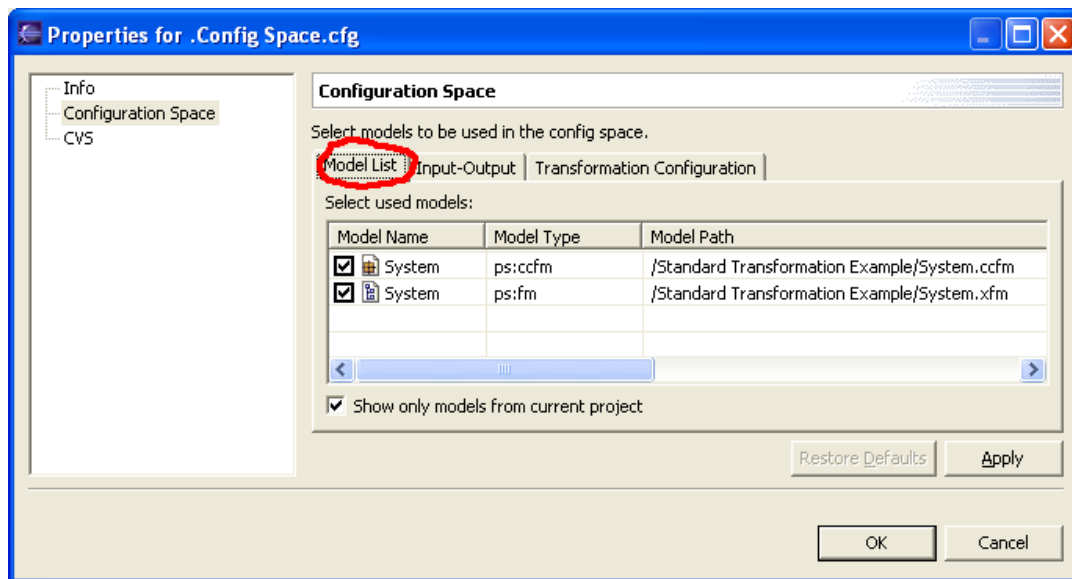 Properties for .Config Space.cfg
Info
Configuration Space
CVS
Configuration Space
Select models to be used in the config space.
Model List Input-Output Transformation Configuration
Select used models:
Model Name Model Type Model Path
System ps:ccfm /Standard Transformation Example/System.ccfm
System ps:fm /Standard Transformation Example/System.xfm
Show only models from current project
Restore Defaults Apply
OK Cancel